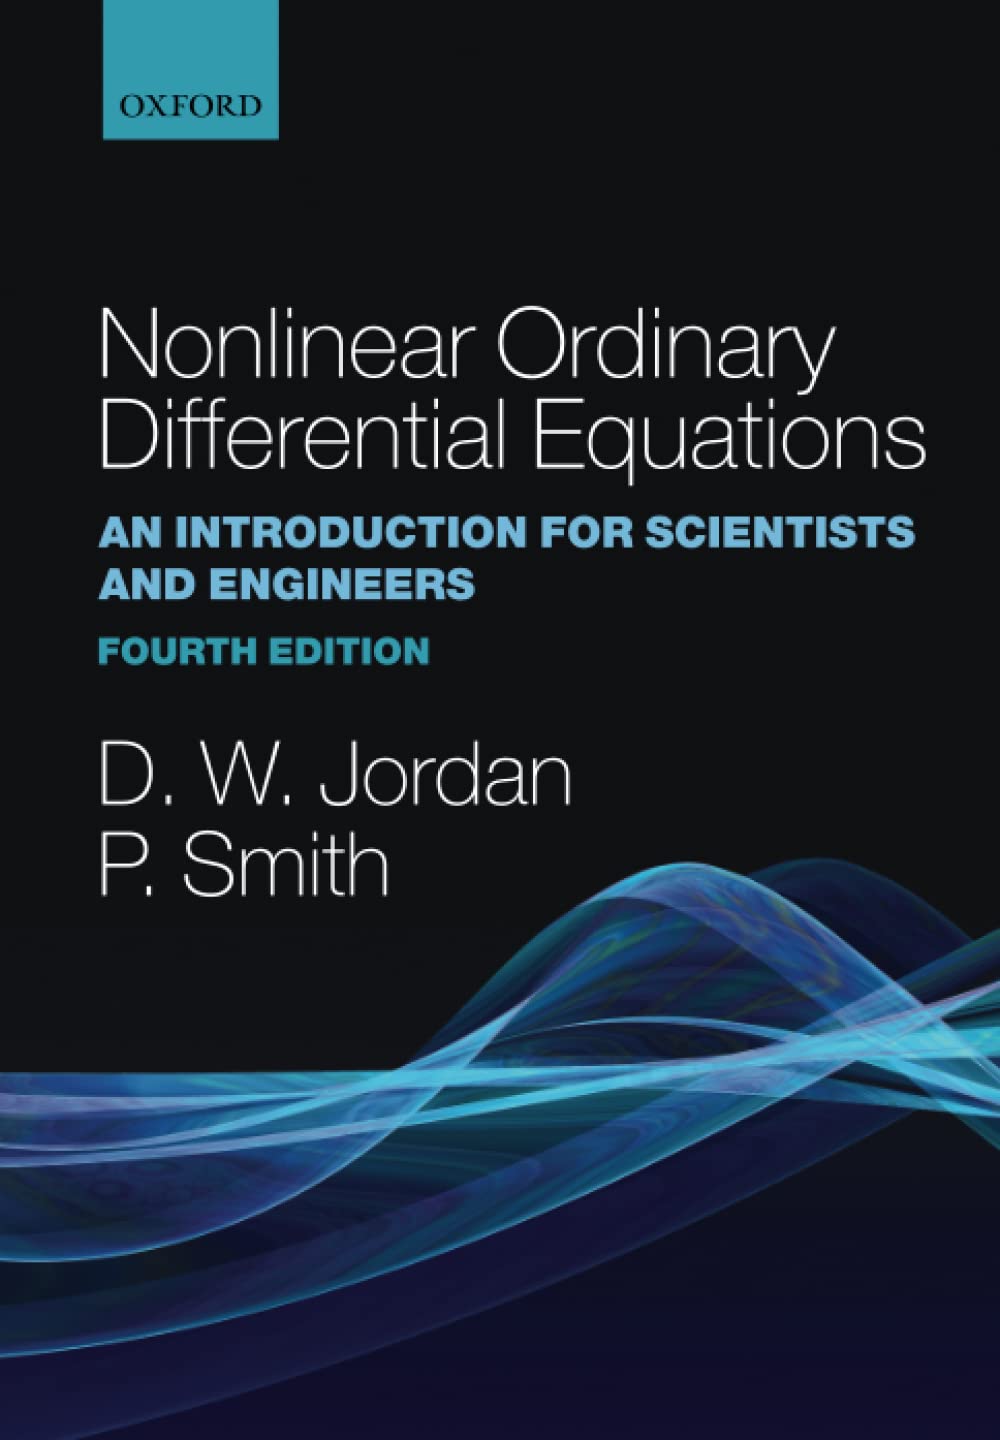 OXFORD
Nonlinear Ordinary
Differential Equations
AN INTRODUCTION FOR SCIENTISTS
AND ENGINEERS
FOURTH EDITION
D. W. Jordan
P. Smith